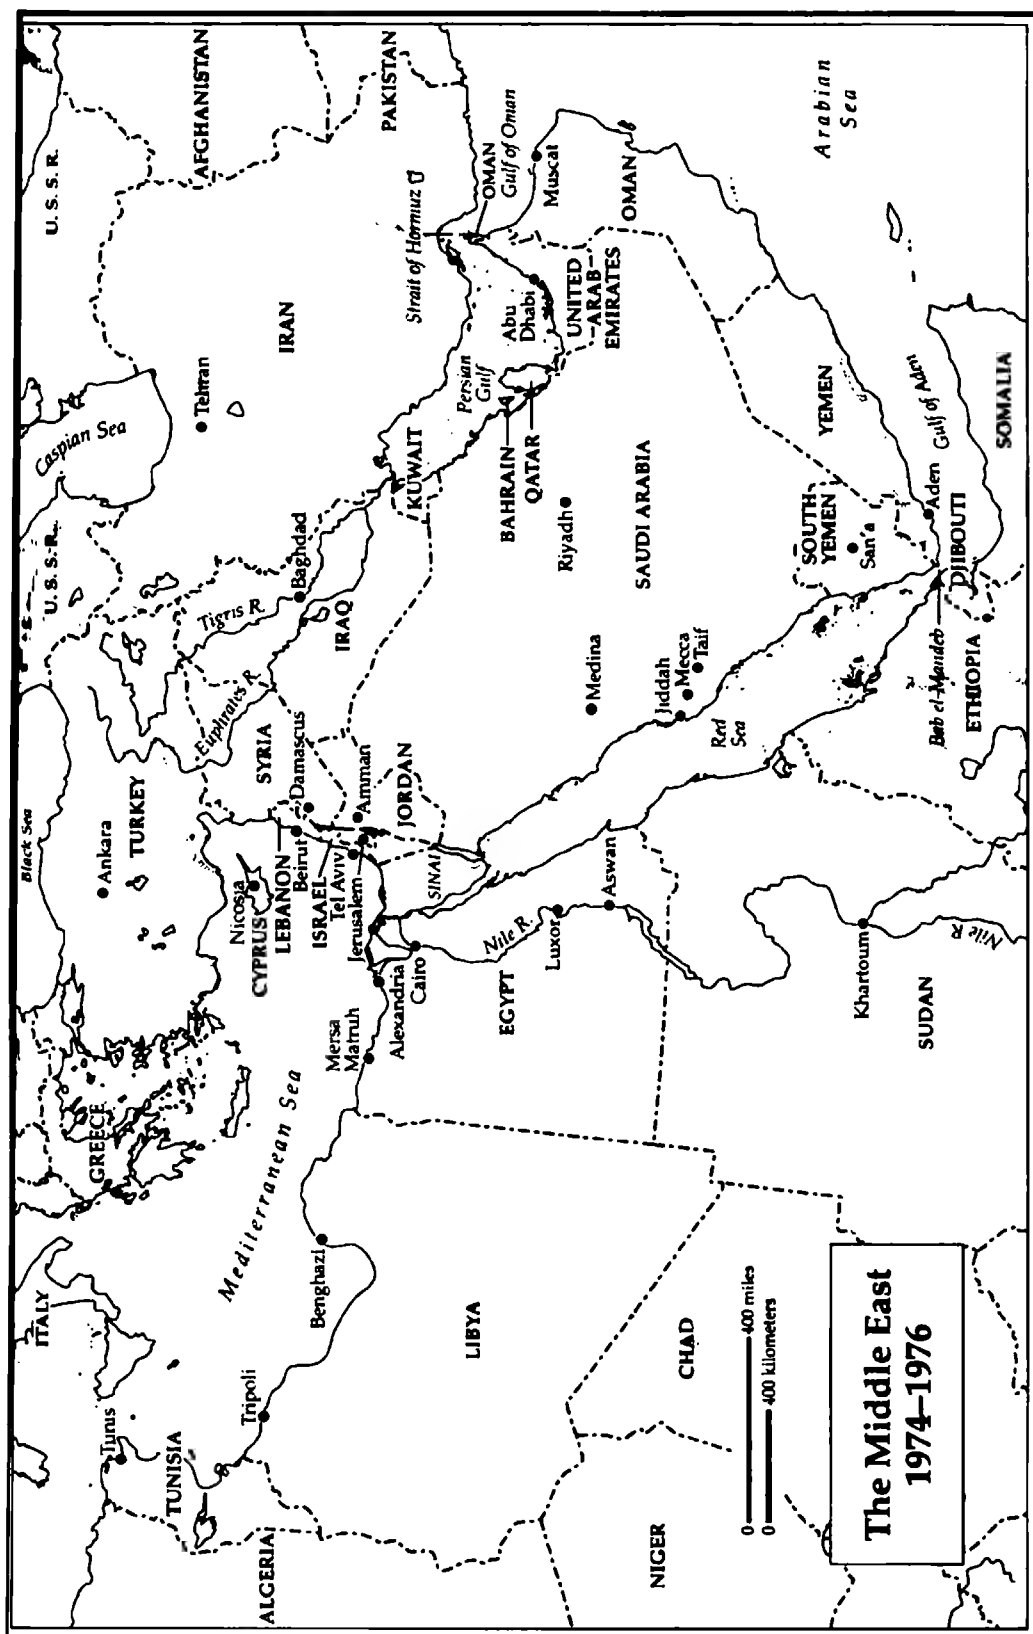 The Middle East
1974–1976
0 400 miles
0 400 kilometers
ITALY
GREECE
Black Sea
Ankara
TURKEY
U.S.S.R.
Caspian Sea
U.S.S.R.
Tunis
TUNISIA
ALGERIA
Tripoli
Benghazi
LIBYA
Mediterranean Sea
Nicosia
CYPRUS
LEBANON
Beirut
ISRAEL
Tel Aviv
Jerusalem
SYRIA
Damascus
Amman
JORDAN
Euphrates R.
Tigris R.
Baghdad
IRAQ
Tehran
IRAN
AFGHANISTAN
PAKISTAN
Mersa
Matruh
Alexandria
Cairo
SINAI
EGYPT
Nile R.
Luxor
Aswan
KUWAIT
Persian
Gulf
Strait of Hormuz
OMAN
Gulf of Oman
BAHRAIN
QATAR
Abu
Dhabi
UNITED
ARAB
EMIRATES
Muscat
OMAN
Medina
Riyadh
SAUDI ARABIA
Jiddah
Mecca
Taif
Red
Sea
NIGER
CHAD
SUDAN
Khartoum
Nile R.
ETHIOPIA
Bab el-Mandeb
DJIBOUTI
SOUTH
YEMEN
San'a
Aden
YEMEN
Gulf of Aden
SOMALIA
Arabian
Sea